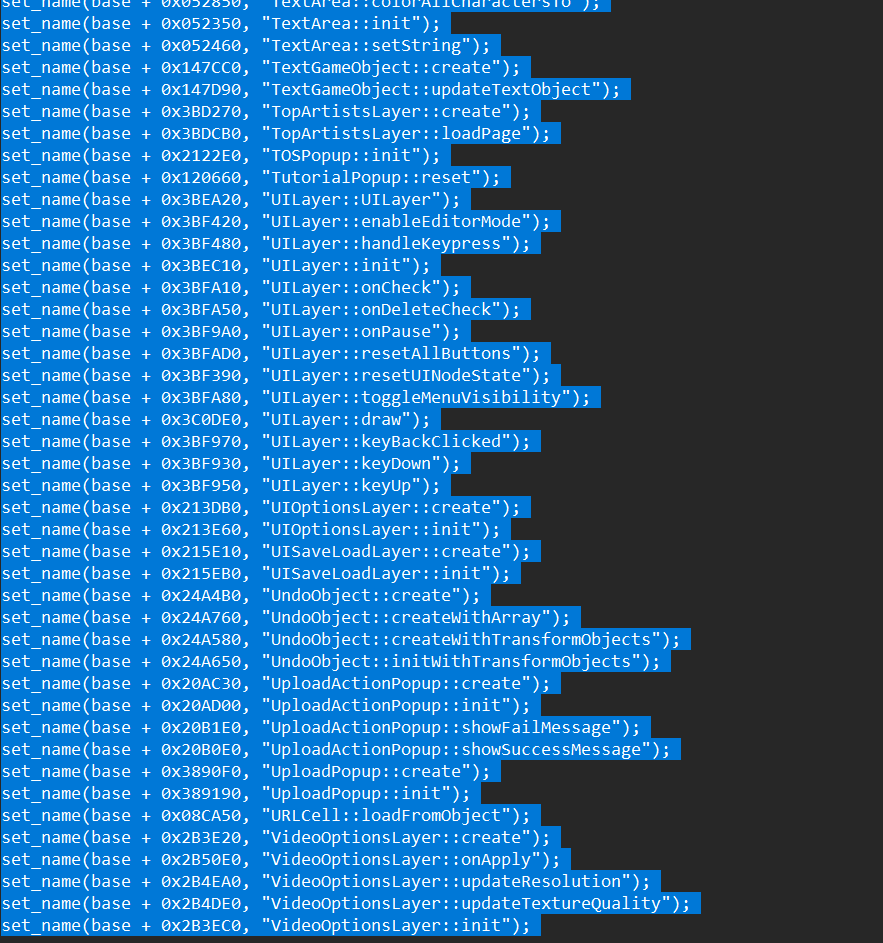 set_name(base + 0x052850, "TextArea::colorAllCharactersTo");
set_name(base + 0x052350, "TextArea::init");
set_name(base + 0x052460, "TextArea::setString");
set_name(base + 0x147CC0, "TextGameObject::create");
set_name(base + 0x147D90, "TextGameObject::updateTextObject");
set_name(base + 0x3BD270, "TopArtistsLayer::create");
set_name(base + 0x3BDCB0, "TopArtistsLayer::loadPage");
set_name(base + 0x2122E0, "TOSPopup::init");
set_name(base + 0x120660, "TutorialPopup::reset");
set_name(base + 0x3BEA20, "UILayer::UILayer");
set_name(base + 0x3BF420, "UILayer::enableEditorMode");
set_name(base + 0x3BF480, "UILayer::handleKeypress");
set_name(base + 0x3BEC10, "UILayer::init");
set_name(base + 0x3BFA10, "UILayer::onCheck");
set_name(base + 0x3BFA50, "UILayer::onDeleteCheck");
set_name(base + 0x3BF9A0, "UILayer::onPause");
set_name(base + 0x3BFAD0, "UILayer::resetAllButtons");
set_name(base + 0x3BF390, "UILayer::resetUINodeState");
set_name(base + 0x3BFA80, "UILayer::toggleMenuVisibility");
set_name(base + 0x3C0DE0, "UILayer::draw");
set_name(base + 0x3BF970, "UILayer::keyBackClicked");
set_name(base + 0x3BF930, "UILayer::keyDown");
set_name(base + 0x3BF950, "UILayer::keyUp");
set_name(base + 0x213DB0, "UIOptionsLayer::create");
set_name(base + 0x213E60, "UIOptionsLayer::init");
set_name(base + 0x215E10, "UISaveLoadLayer::create");
set_name(base + 0x215EB0, "UISaveLoadLayer::init");
set_name(base + 0x24A4B0, "UndoObject::create");
set_name(base + 0x24A760, "UndoObject::createWithArray");
set_name(base + 0x24A580, "UndoObject::createWithTransformObjects");
set_name(base + 0x24A650, "UndoObject::initWithTransformObjects");
set_name(base + 0x20AC30, "UploadActionPopup::create");
set_name(base + 0x20AD00, "UploadActionPopup::init");
set_name(base + 0x20B1E0, "UploadActionPopup::showFailMessage");
set_name(base + 0x20B0E0, "UploadActionPopup::showSuccessMessage");
set_name(base + 0x3890F0, "UploadPopup::create");
set_name(base + 0x389190, "UploadPopup::init");
set_name(base + 0x08CA50, "URLCell::loadFromObject");
set_name(base + 0x2B3E20, "VideoOptionsLayer::create");
set_name(base + 0x2B50E0, "VideoOptionsLayer::onApply");
set_name(base + 0x2B4EA0, "VideoOptionsLayer::updateResolution");
set_name(base + 0x2B4DE0, "VideoOptionsLayer::updateTextureQuality");
set_name(base + 0x2B3EC0, "VideoOptionsLayer::init");